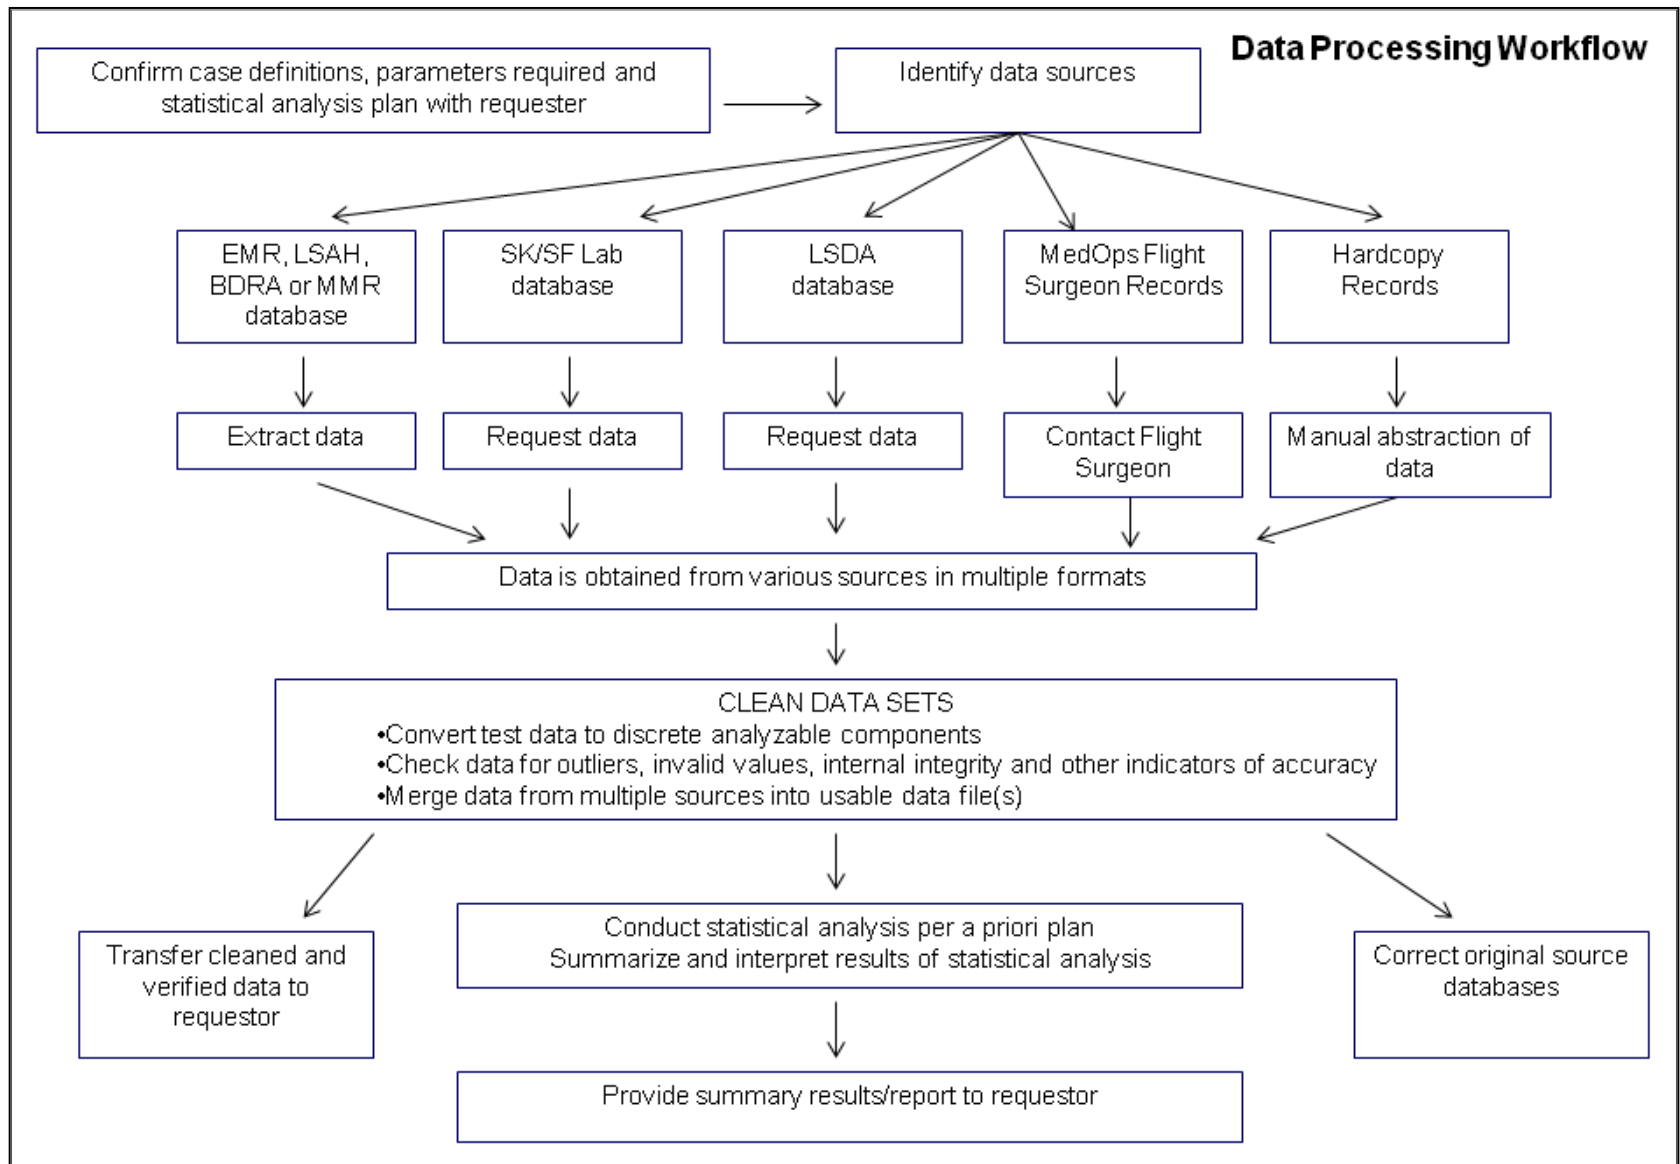 Data Processing Workflow
Confirm case definitions, parameters required and
statistical analysis plan with requester
Identify data sources
EMR, LSAH,
BDRA or MMR
database
SK/SF Lab
database
LSDA
database
MedOps Flight
Surgeon Records
Hardcopy
Records
Extract data
Request data
Request data
Contact Flight
Surgeon
Manual abstraction of
data
Data is obtained from various sources in multiple formats
CLEAN DATA SETS
•Convert test data to discrete analyzable components
•Check data for outliers, invalid values, internal integrity and other indicators of accuracy
•Merge data from multiple sources into usable data file(s)
Transfer cleaned and
verified data to
requestor
Conduct statistical analysis per a priori plan
Summarize and interpret results of statistical analysis
Correct original source
databases
Provide summary results/report to requestor